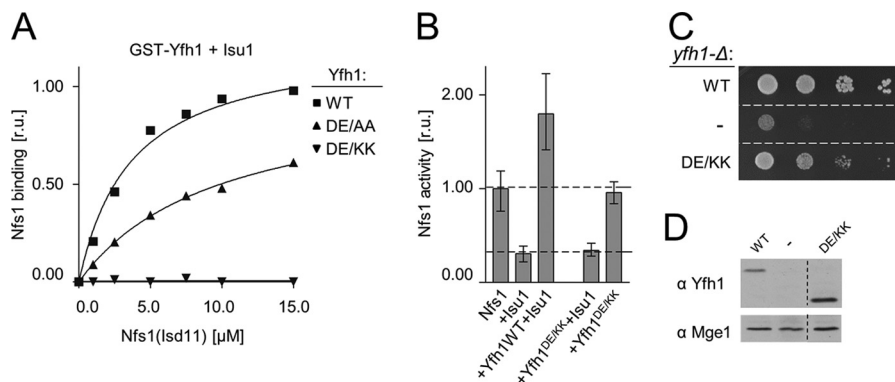 A
GST-Yfh1 + Isu1
Nfs1 binding [r.u.]
1.00
0.50
0.00
0.0 5.0 10.0 15.0
Nfs1(Isd11) [µM]
Yfh1:
WT
DE/AA
DE/KK
B
Nfs1 activity [r.u.]
2.00
1.00
0.00
Nfs1
+Isu1
+Yfh1WT+Isu1
+Yfh1DE/KK+Isu1
+Yfh1DE/KK
C
yfh1-Δ:
WT
-
DE/KK
D
WT - DE/KK
α Yfh1
α Mge1